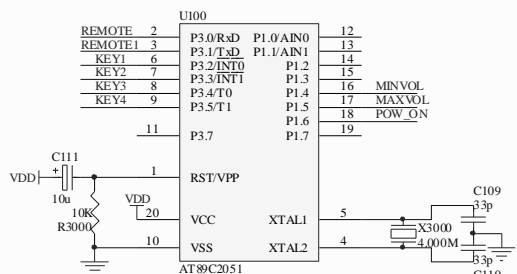 U100
REMOTE 2 P3.0/RxD P1.0/AIN0 12
REMOTE1 3 P3.1/TxD P1.1/AIN1 13
KEY1 6 P3.2/INT0 P1.2 14
KEY2 7 P3.3/INT1 P1.3 15
KEY3 8 P3.4/T0 P1.4 16 MINVOL
KEY4 9 P3.5/T1 P1.5 17 MAXVOL
P1.6 18 POW_ON
11 P3.7 P1.7 19
C111
VDD + 1 RST/VPP
10u 10K VDD C109
R3000 33p
20 VCC XTAL1 5 X3000
10 VSS XTAL2 4 4.000M
33p
AT89C2051 C110